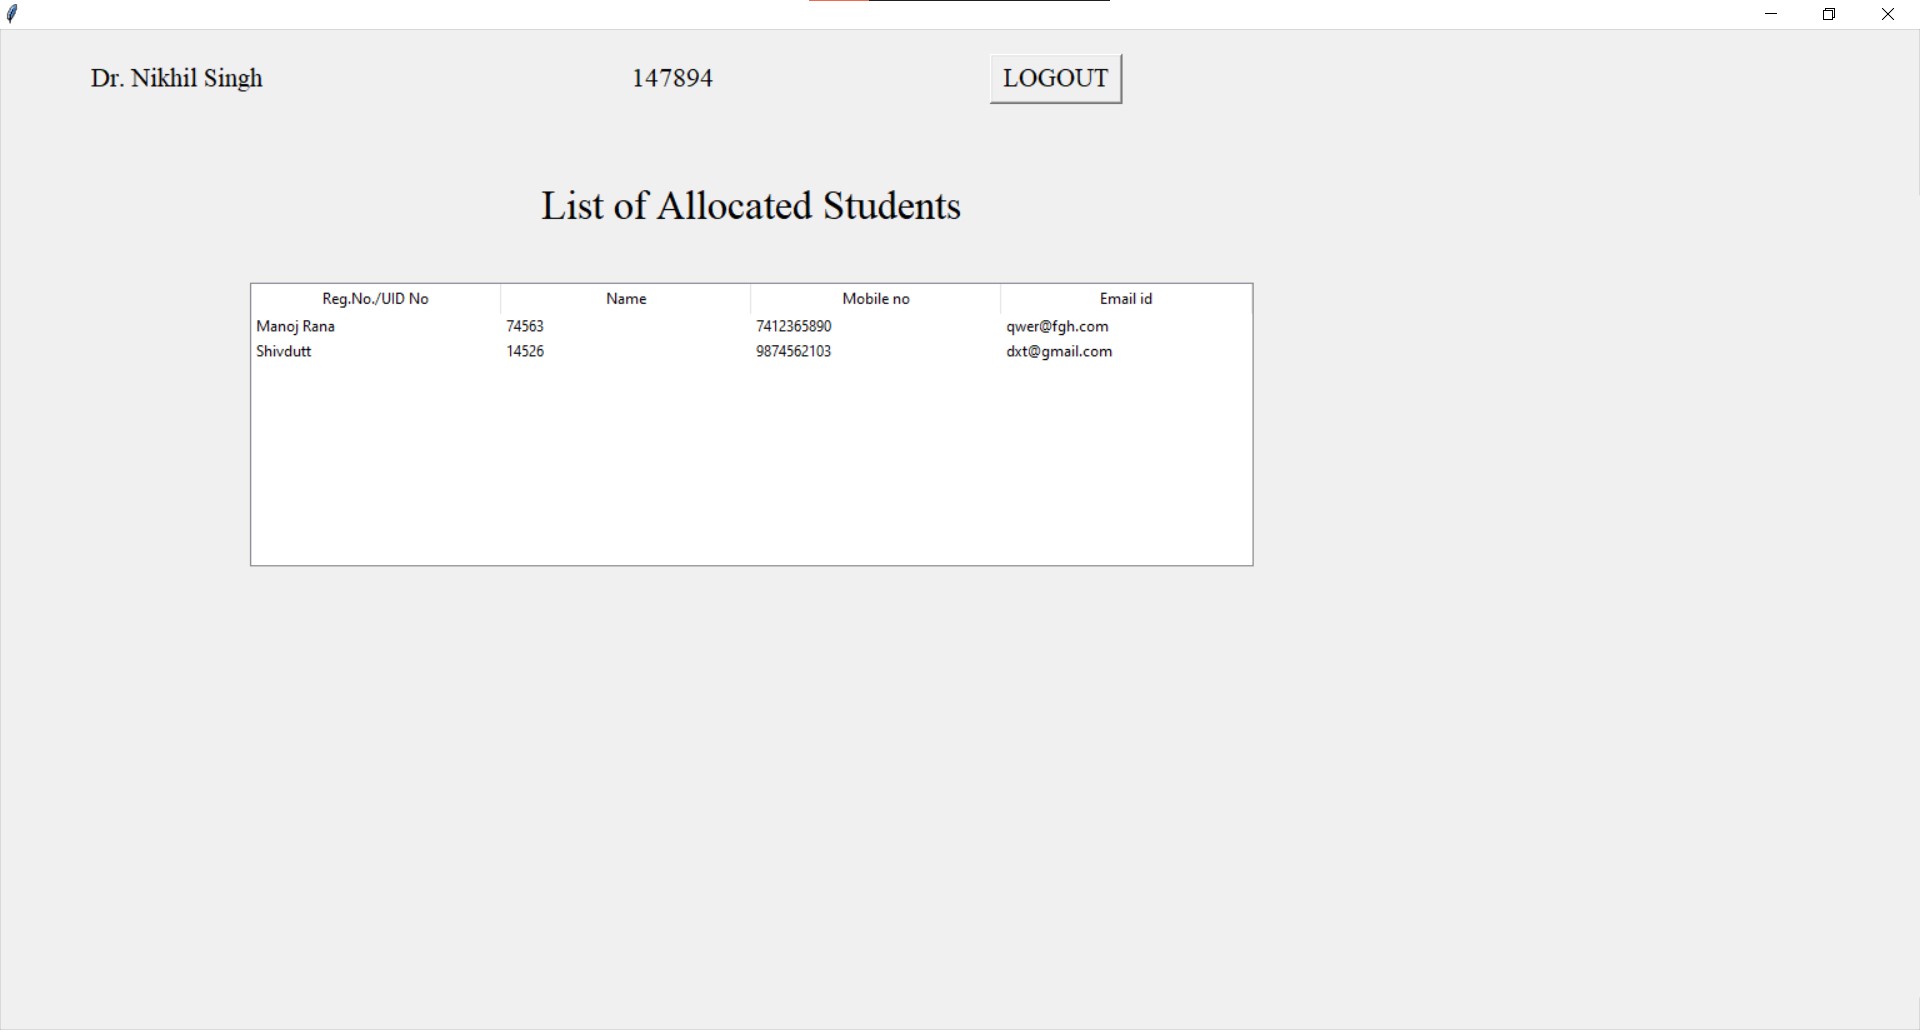 Dr. Nikhil Singh 147894 LOGOUT
List of Allocated Students
Reg.No./UID No Name Mobile no Email id
Manoj Rana 74563 7412365890 qwer@fgh.com
Shivdutt 14526 9874562103 dxt@gmail.com